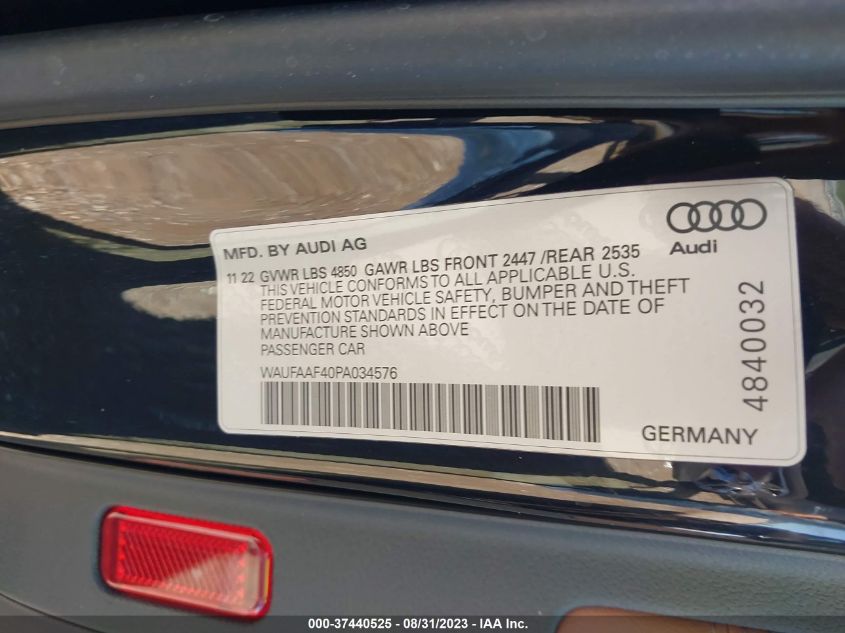 MFD. BY AUDI AG
Audi
11 22 GVWR LBS 4850 GAWR LBS FRONT 2447 /REAR 2535
THIS VEHICLE CONFORMS TO ALL APPLICABLE U.S.
FEDERAL MOTOR VEHICLE SAFETY, BUMPER AND THEFT
PREVENTION STANDARDS IN EFFECT ON THE DATE OF
MANUFACTURE SHOWN ABOVE
PASSENGER CAR
WAUFAAF40PA034576
4840032
GERMANY
000-37440525 - 08/31/2023 - IAA Inc.